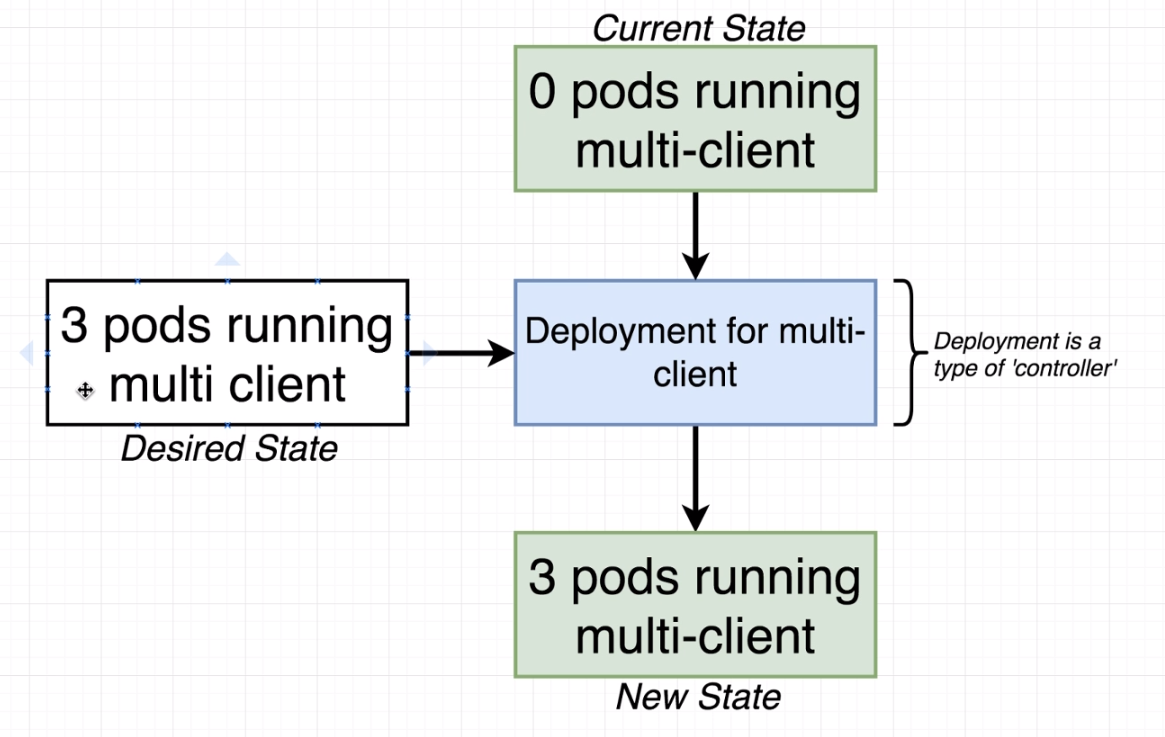 Current State
0 pods running
multi-client
3 pods running
multi client
Desired State
Deployment for multi-
client
Deployment is a
type of 'controller'
3 pods running
multi-client
New State